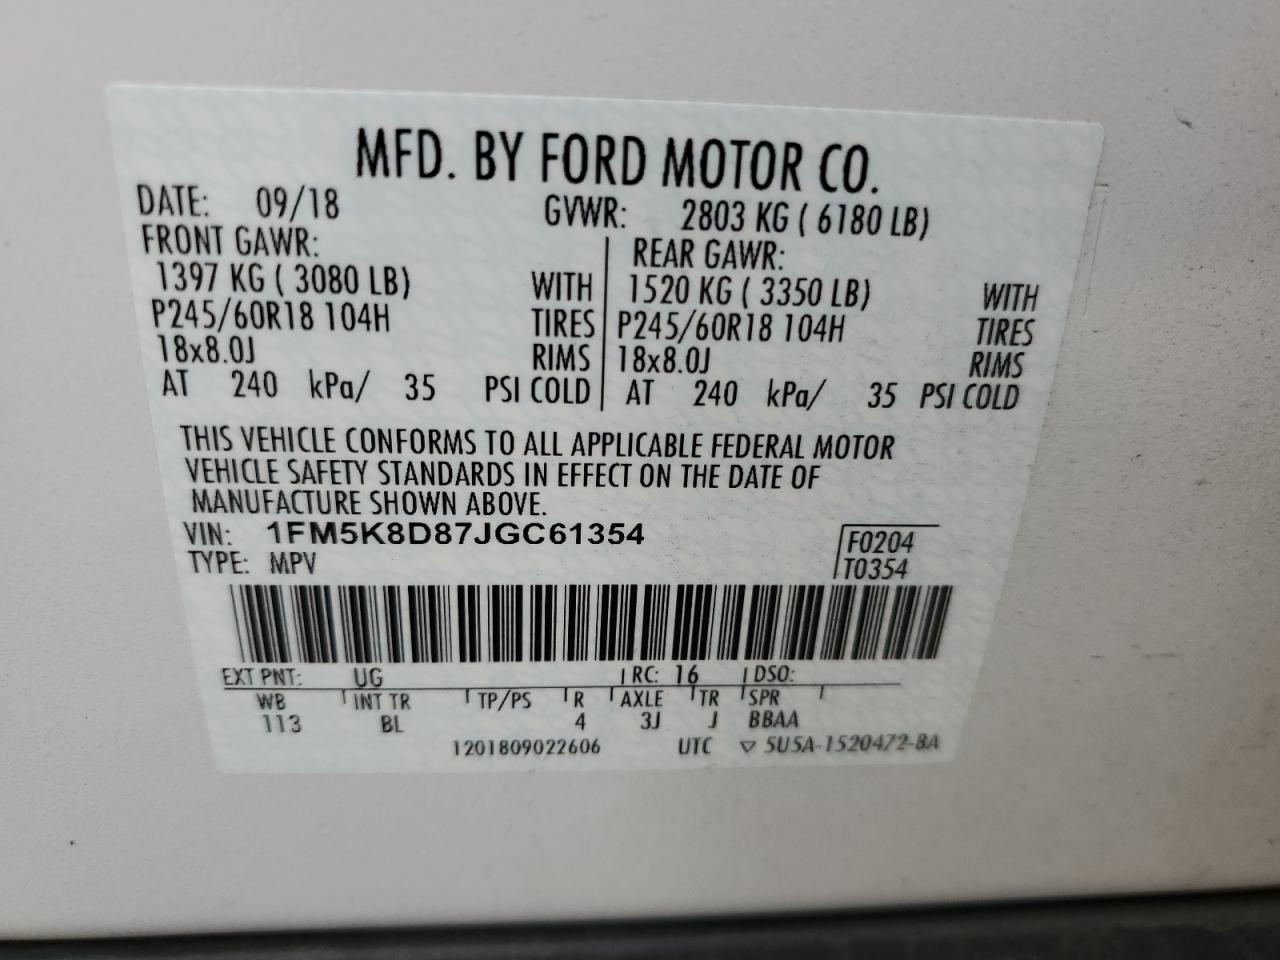 MFD. BY FORD MOTOR CO.
DATE: 09/18 GVWR: 2803 KG ( 6180 LB)
FRONT GAWR: REAR GAWR:
1397 KG ( 3080 LB) WITH 1520 KG ( 3350 LB) WITH
P245/60R18 104H TIRES P245/60R18 104H TIRES
18x8.0J RIMS 18x8.0J RIMS
AT 240 kPa/ 35 PSI COLD AT 240 kPa/ 35 PSI COLD
THIS VEHICLE CONFORMS TO ALL APPLICABLE FEDERAL MOTOR
VEHICLE SAFETY STANDARDS IN EFFECT ON THE DATE OF
MANUFACTURE SHOWN ABOVE.
VIN: 1FM5K8D87JGC61354 F0204
TYPE: MPV T0354
EXT PNT: UG RC: 16 DSO:
WB INT TR TP/PS R AXLE TR SPR
113 BL 4 3J J BBAA
1201809022606 UTC ▽ 5U5A-1520472-BA